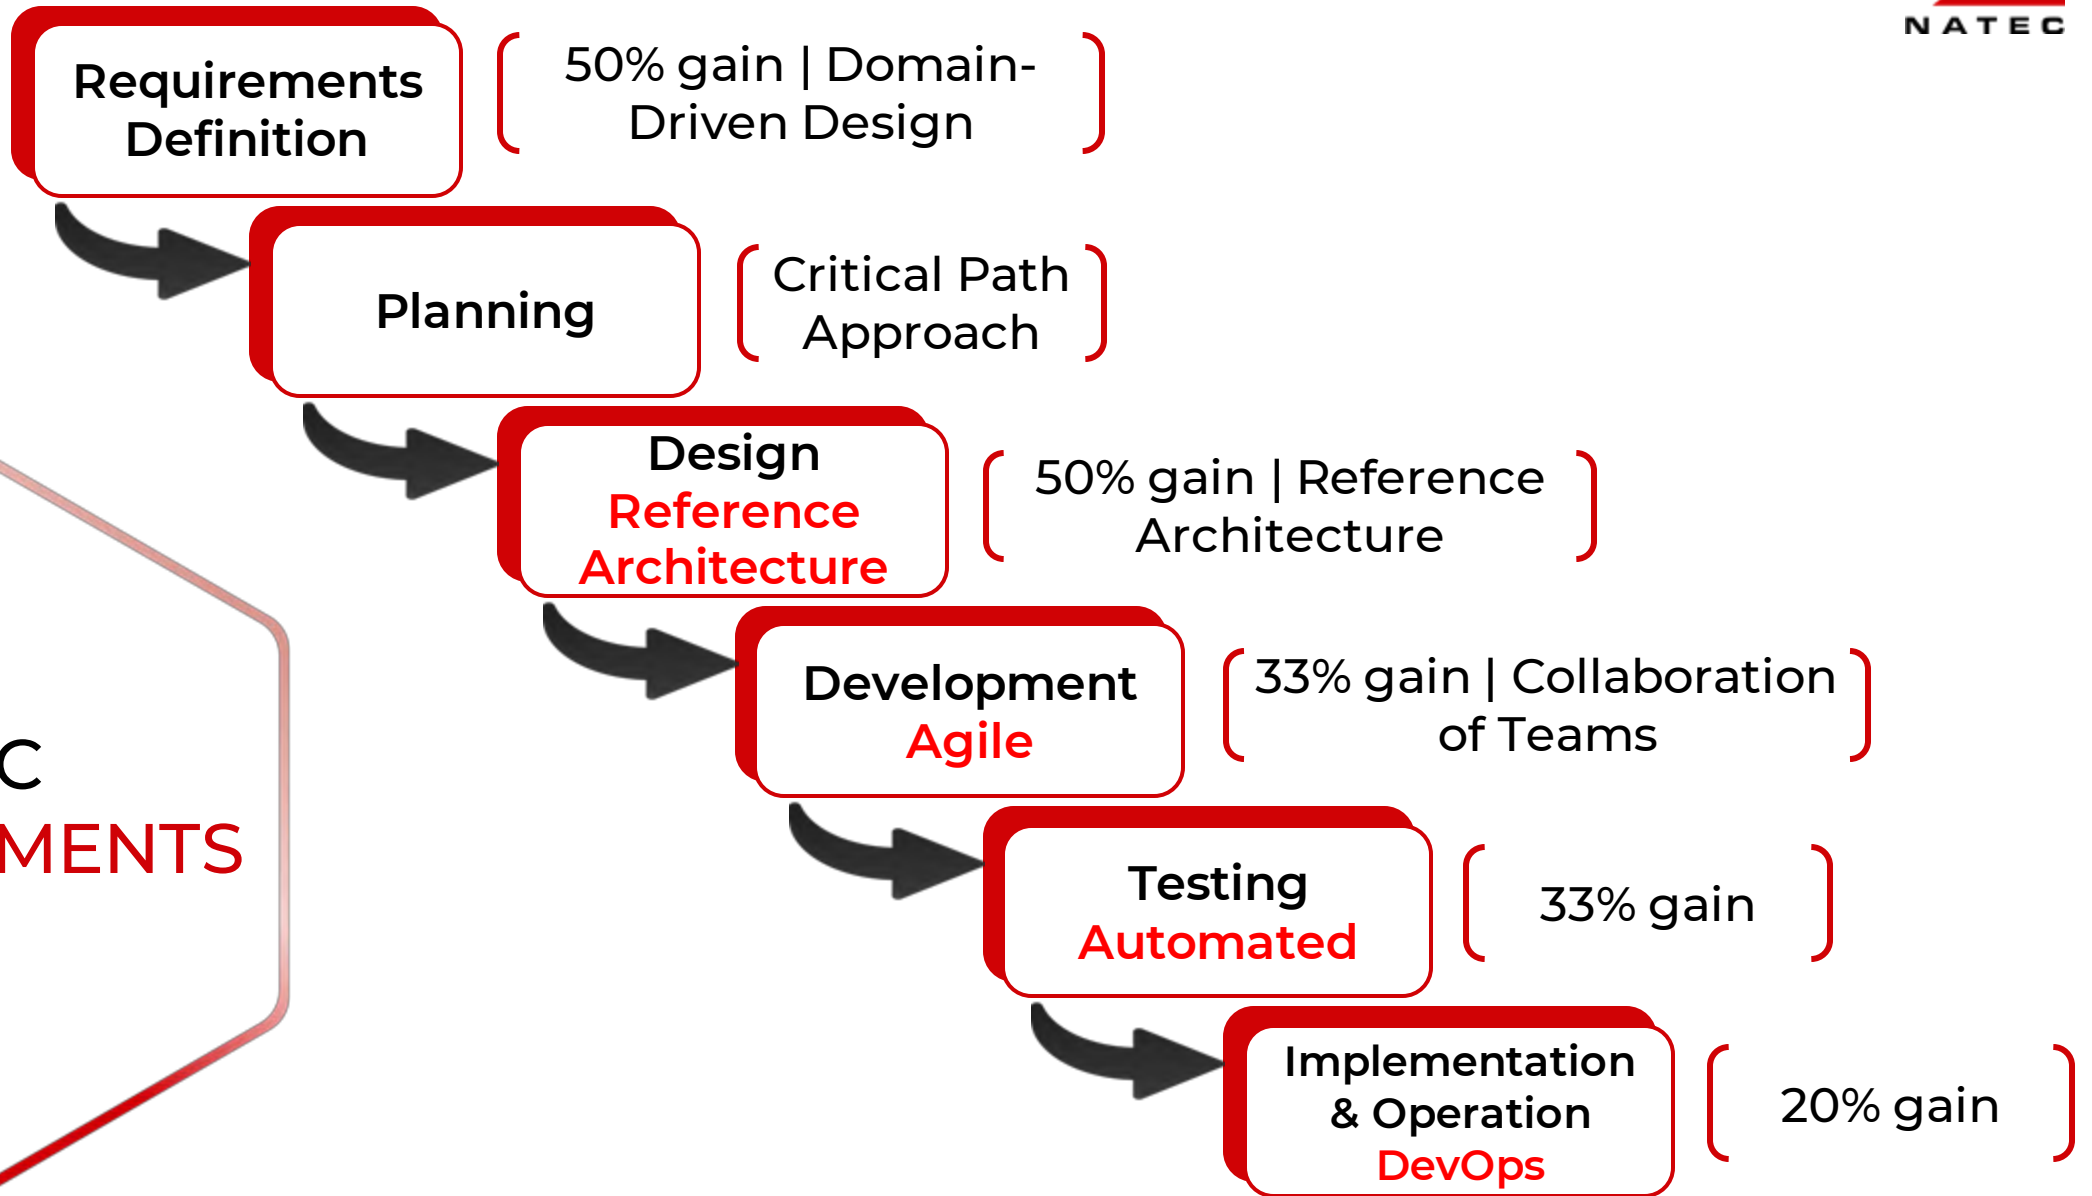 NATEC
Requirements
Definition
50% gain | Domain-
Driven Design
Planning
Critical Path
Approach
Design
Reference
Architecture
50% gain | Reference
Architecture
Development
Agile
33% gain | Collaboration
of Teams
C
MENTS
Testing
Automated
33% gain
Implementation
& Operation
DevOps
20% gain